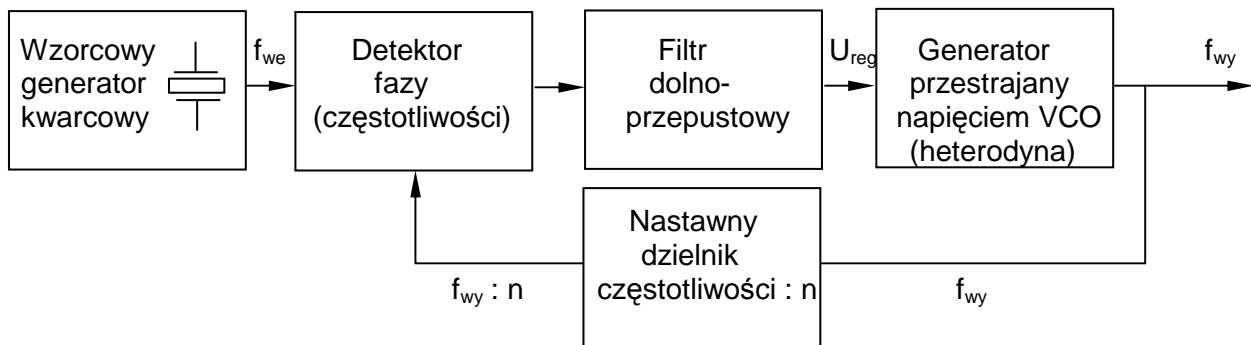 Wzorcowy
generator
kwarcowy
f_we
Detektor
fazy
(częstotliwości)
Filtr
dolno-
przepustowy
U_reg
Generator
przestrajany
napięciem VCO
(heterodyna)
f_wy
Nastawny
dzielnik
częstotliwości : n
f_wy : n
f_wy